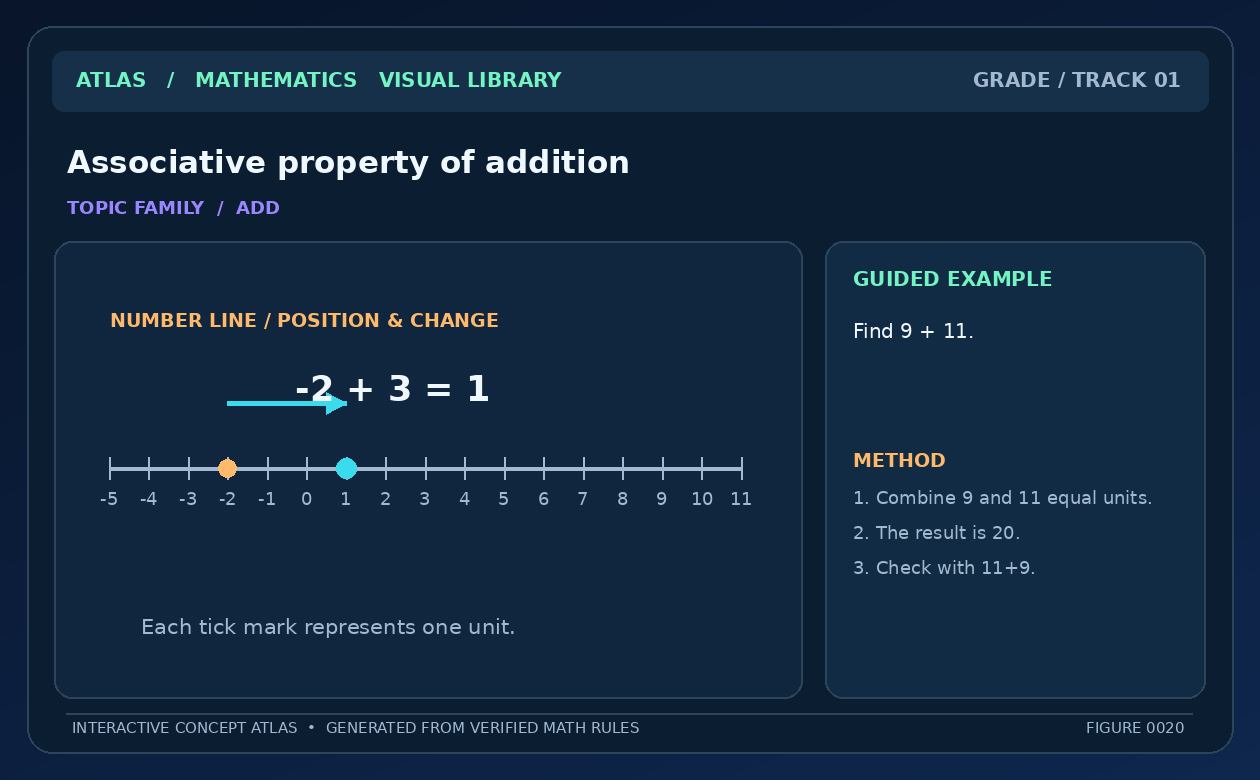 ATLAS / MATHEMATICS VISUAL LIBRARY
GRADE / TRACK 01
Associative property of addition
TOPIC FAMILY / ADD
NUMBER LINE / POSITION & CHANGE
-2 + 3 = 1
-5 -4 -3 -2 -1 0 1 2 3 4 5 6 7 8 9 10 11
Each tick mark represents one unit.
GUIDED EXAMPLE
Find 9 + 11.
METHOD
1. Combine 9 and 11 equal units.
2. The result is 20.
3. Check with 11+9.
INTERACTIVE CONCEPT ATLAS • GENERATED FROM VERIFIED MATH RULES
FIGURE 0020